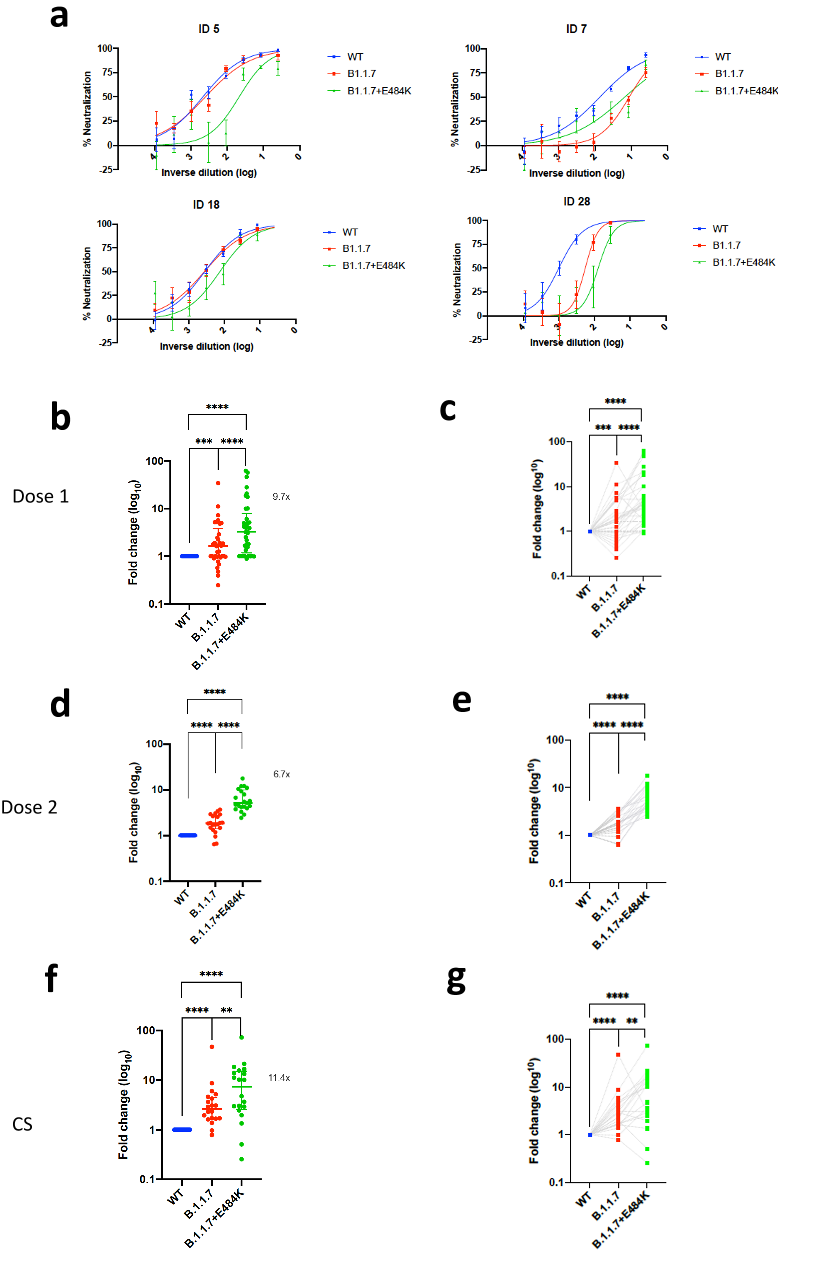 a
ID 5
ID 7
100
75
50
25
0
-25
% Neutralization
4 3 2 1 0
Inverse dilution (log)
WT
B1.1.7
B1.1.7+E484K
100
75
50
25
0
-25
% Neutralization
4 3 2 1 0
Inverse dilution (log)
WT
B1.1.7
B1.1.7+E484K
ID 18
ID 28
100
75
50
25
0
-25
% Neutralization
4 3 2 1 0
Inverse dilution (log)
WT
B1.1.7
B1.1.7+E484K
100
75
50
25
0
-25
% Neutralization
4 3 2 1 0
Inverse dilution (log)
WT
B1.1.7
B1.1.7+E484K
b
Dose 1
****
*** ****
100
10
1
0.1
Fold change (log10)
9.7x
WT
B.1.1.7
B.1.1.7+E484K
c
****
*** ****
100
10
1
0.1
Fold change (log10)
WT
B.1.1.7
B.1.1.7+E484K
d
Dose 2
****
**** ****
100
10
1
0.1
Fold change (log10)
6.7x
WT
B.1.1.7
B.1.1.7+E484K
e
****
**** ****
100
10
1
0.1
Fold change (log10)
WT
B.1.1.7
B.1.1.7+E484K
f
CS
****
**** **
100
10
1
0.1
Fold change (log10)
11.4x
WT
B.1.1.7
B.1.1.7+E484K
g
****
**** **
100
10
1
0.1
Fold change (log10)
WT
B.1.1.7
B.1.1.7+E484K